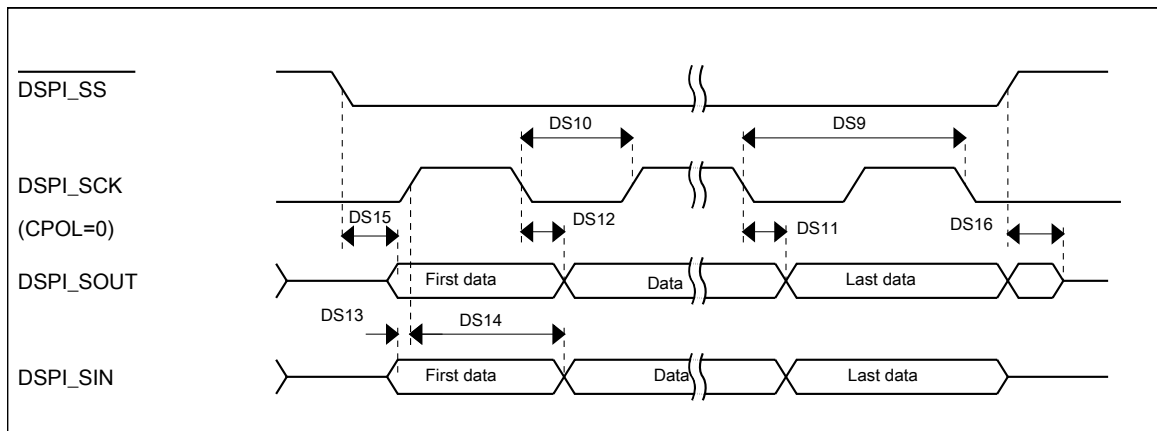 DSPI_SS
DS10 DS9
DSPI_SCK
(CPOL=0)
DS15 DS12 DS11 DS16
DSPI_SOUT First data Data Last data
DS13 DS14
DSPI_SIN First data Data Last data